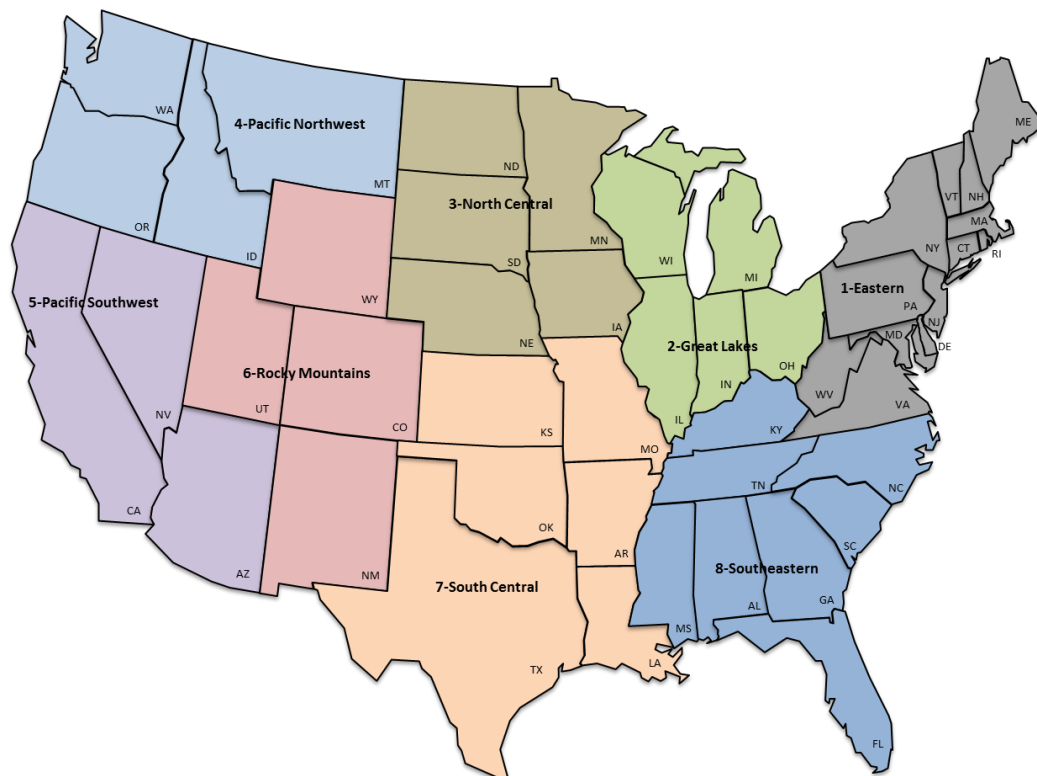 ME
WA
4-Pacific Northwest
ND
MT
VT
NH
3-North Central
MA
OR
MN
NY
CT
RI
ID
SD
WI
MI
1-Eastern
5-Pacific Southwest
WY
PA
NJ
IA
MD
NE
2-Great Lakes
DE
OH
6-Rocky Mountains
IN
WV
UT
VA
NV
CO
IL
KS
KY
MO
TN
NC
CA
OK
SC
AR
8-Southeastern
AZ
NM
7-South Central
GA
AL
MS
LA
TX
FL